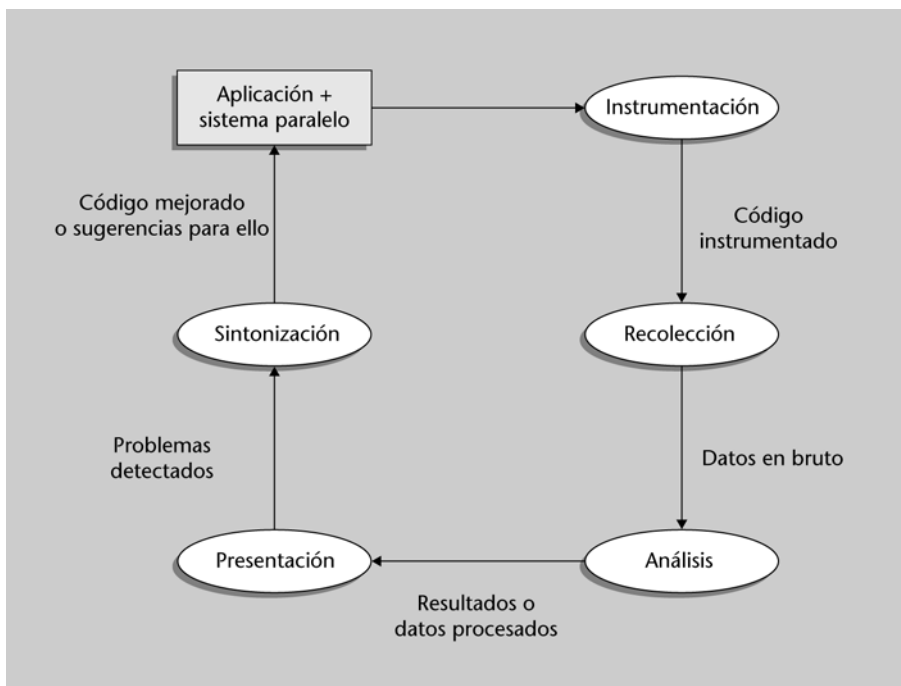 Aplicación +
sistema paralelo
Instrumentación
Código mejorado
o sugerencias para ello
Código
instrumentado
Sintonización
Recolección
Problemas
detectados
Datos en bruto
Presentación
Análisis
Resultados o
datos procesados